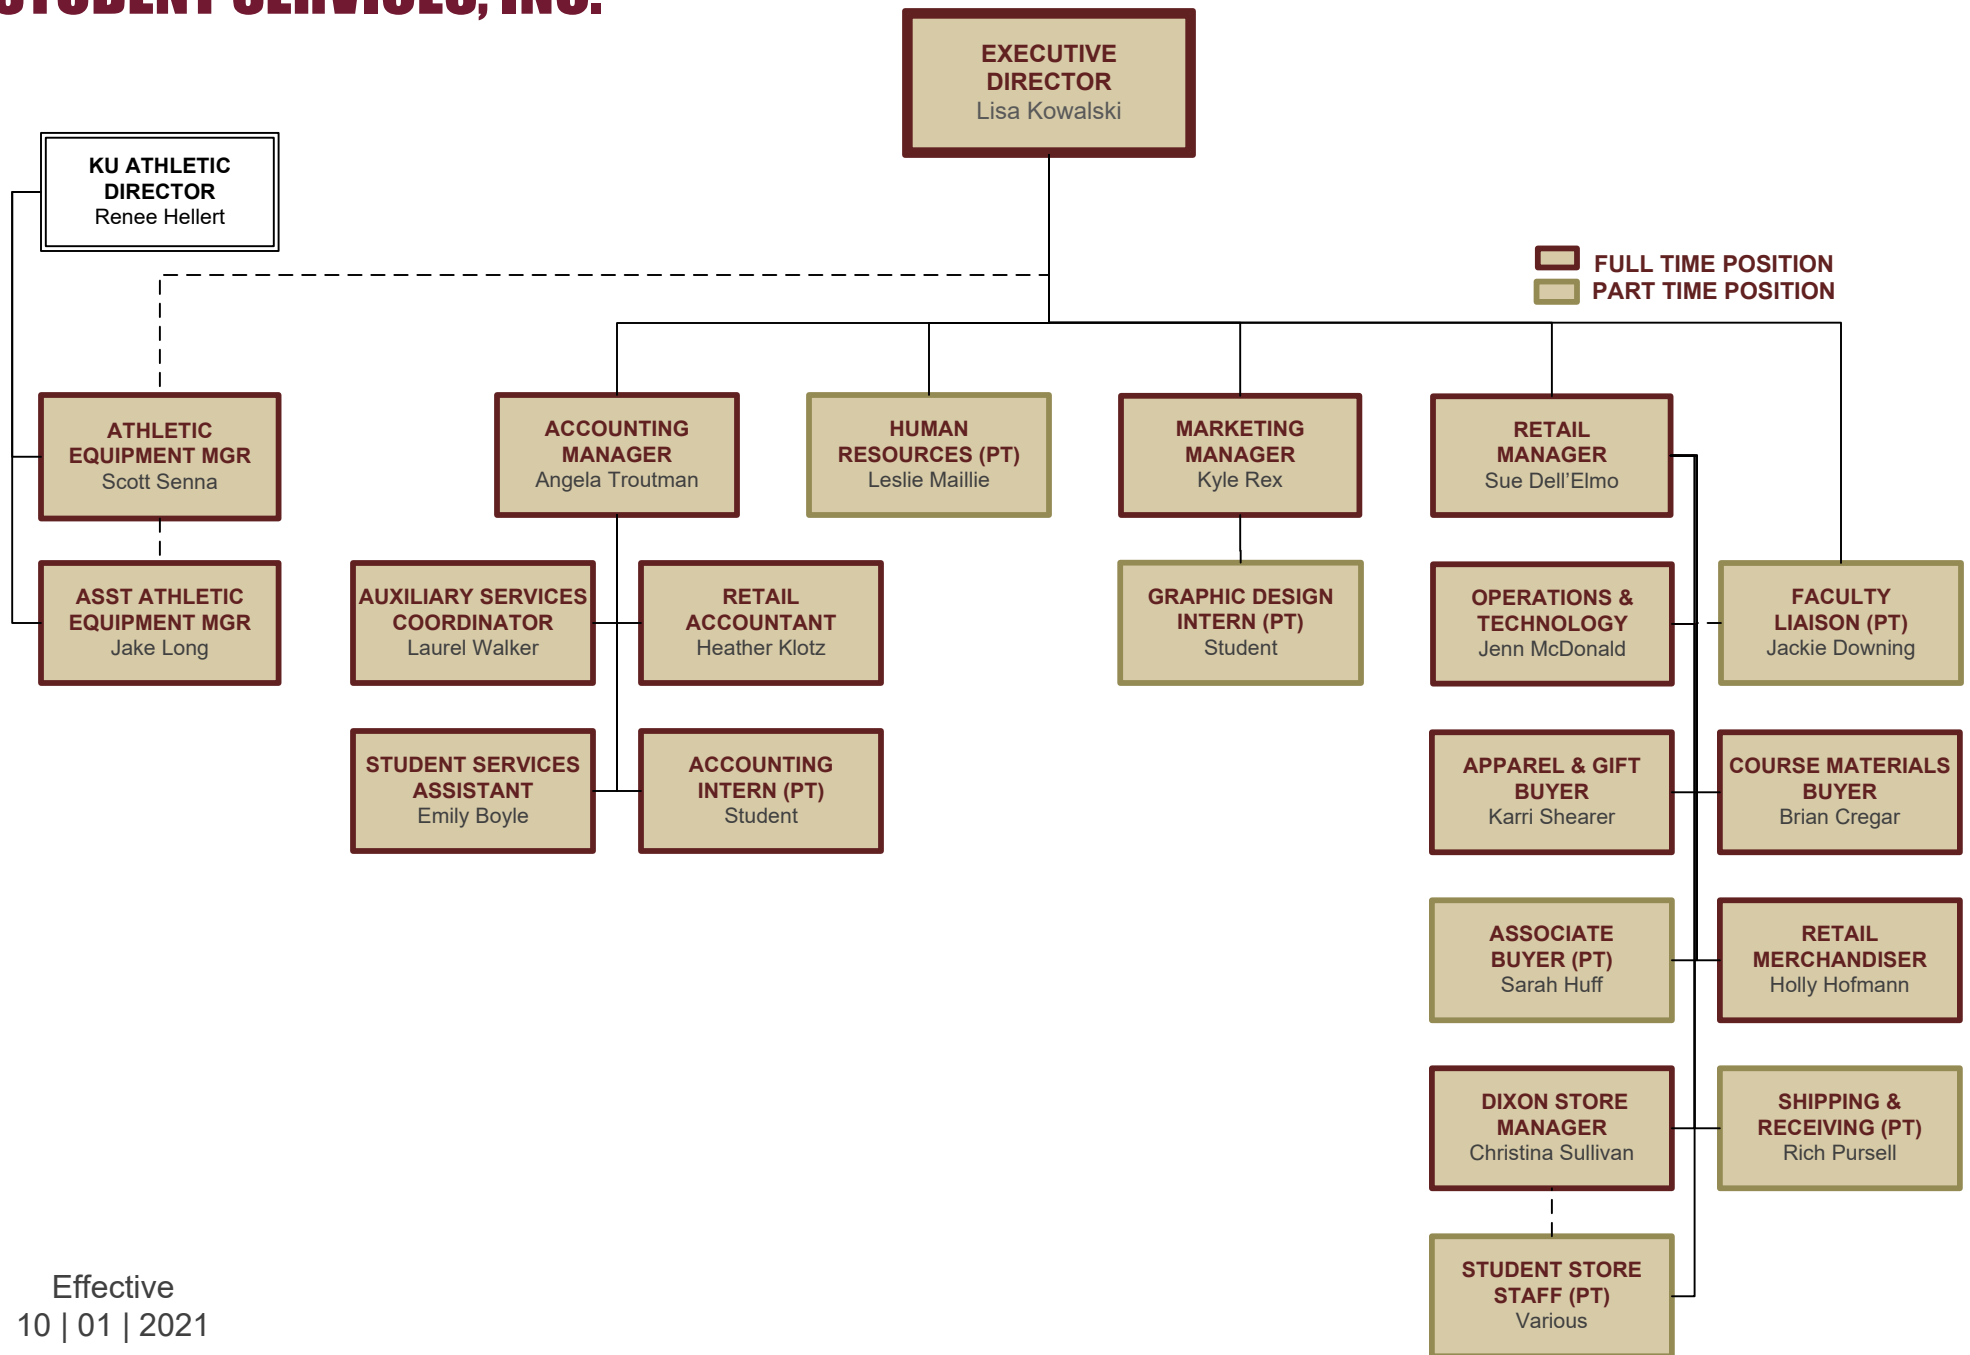 STUDENT SERVICES, INC.
EXECUTIVE
DIRECTOR
Lisa Kowalski
KU ATHLETIC
DIRECTOR
Renee Hellert
FULL TIME POSITION
PART TIME POSITION
ATHLETIC
EQUIPMENT MGR
Scott Senna
ACCOUNTING
MANAGER
Angela Troutman
HUMAN
RESOURCES (PT)
Leslie Maillie
MARKETING
MANAGER
Kyle Rex
RETAIL
MANAGER
Sue Dell’Elmo
ASST ATHLETIC
EQUIPMENT MGR
Jake Long
AUXILIARY SERVICES
COORDINATOR
Laurel Walker
RETAIL
ACCOUNTANT
Heather Klotz
GRAPHIC DESIGN
INTERN (PT)
Student
OPERATIONS &
TECHNOLOGY
Jenn McDonald
FACULTY
LIAISON (PT)
Jackie Downing
STUDENT SERVICES
ASSISTANT
Emily Boyle
ACCOUNTING
INTERN (PT)
Student
APPAREL & GIFT
BUYER
Karri Shearer
COURSE MATERIALS
BUYER
Brian Cregar
ASSOCIATE
BUYER (PT)
Sarah Huff
RETAIL
MERCHANDISER
Holly Hofmann
DIXON STORE
MANAGER
Christina Sullivan
SHIPPING &
RECEIVING (PT)
Rich Pursell
STUDENT STORE
STAFF (PT)
Various
Effective
10 | 01 | 2021